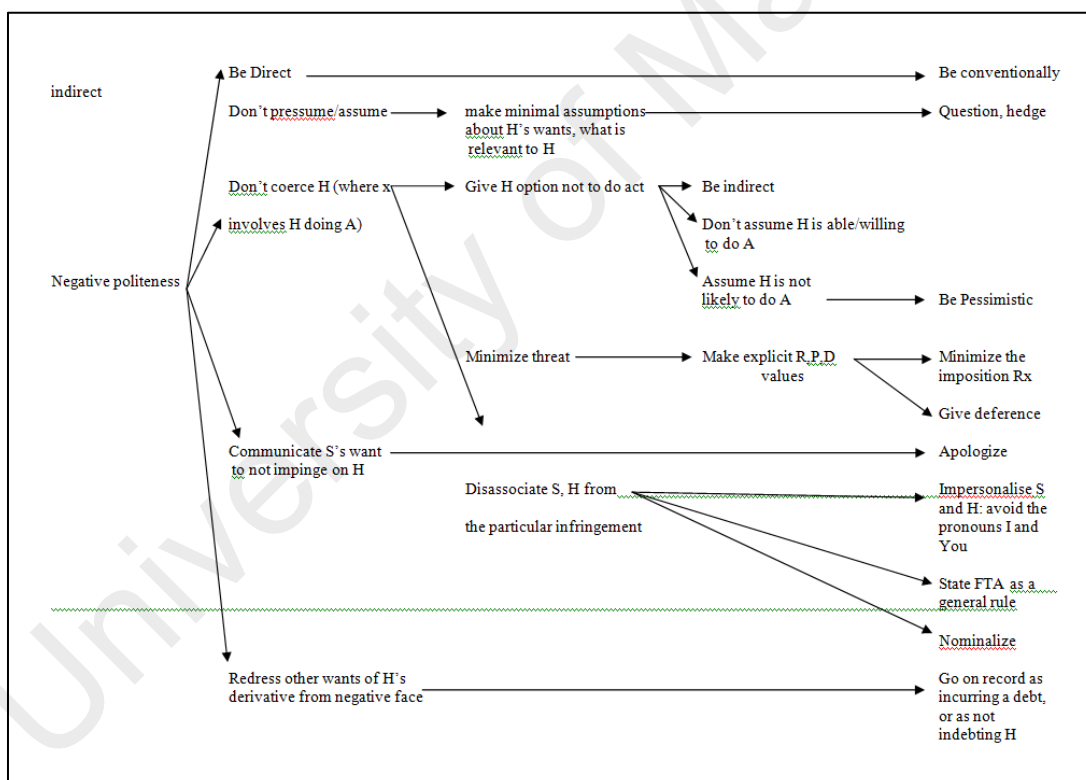 University of Ma
Be Direct
Be conventionally
indirect
Don't pressume/assume
make minimal assumptions
about H's wants, what is
relevant to H
Question, hedge
Don't coerce H (where x
involves H doing A)
Give H option not to do act
Be indirect
Don't assume H is able/willing
to do A
Assume H is not
likely to do A
Be Pessimistic
Negative politeness
Minimize threat
Make explicit R,P,D
values
Minimize the
imposition Rx
Give deference
Communicate S's want
to not impinge on H
Apologize
Disassociate S, H from
the particular infringement
Impersonalise S
and H: avoid the
pronouns I and
You
State FTA as a
general rule
Nominalize
Redress other wants of H's
derivative from negative face
Go on record as
incurring a debt,
or as not
indebting H